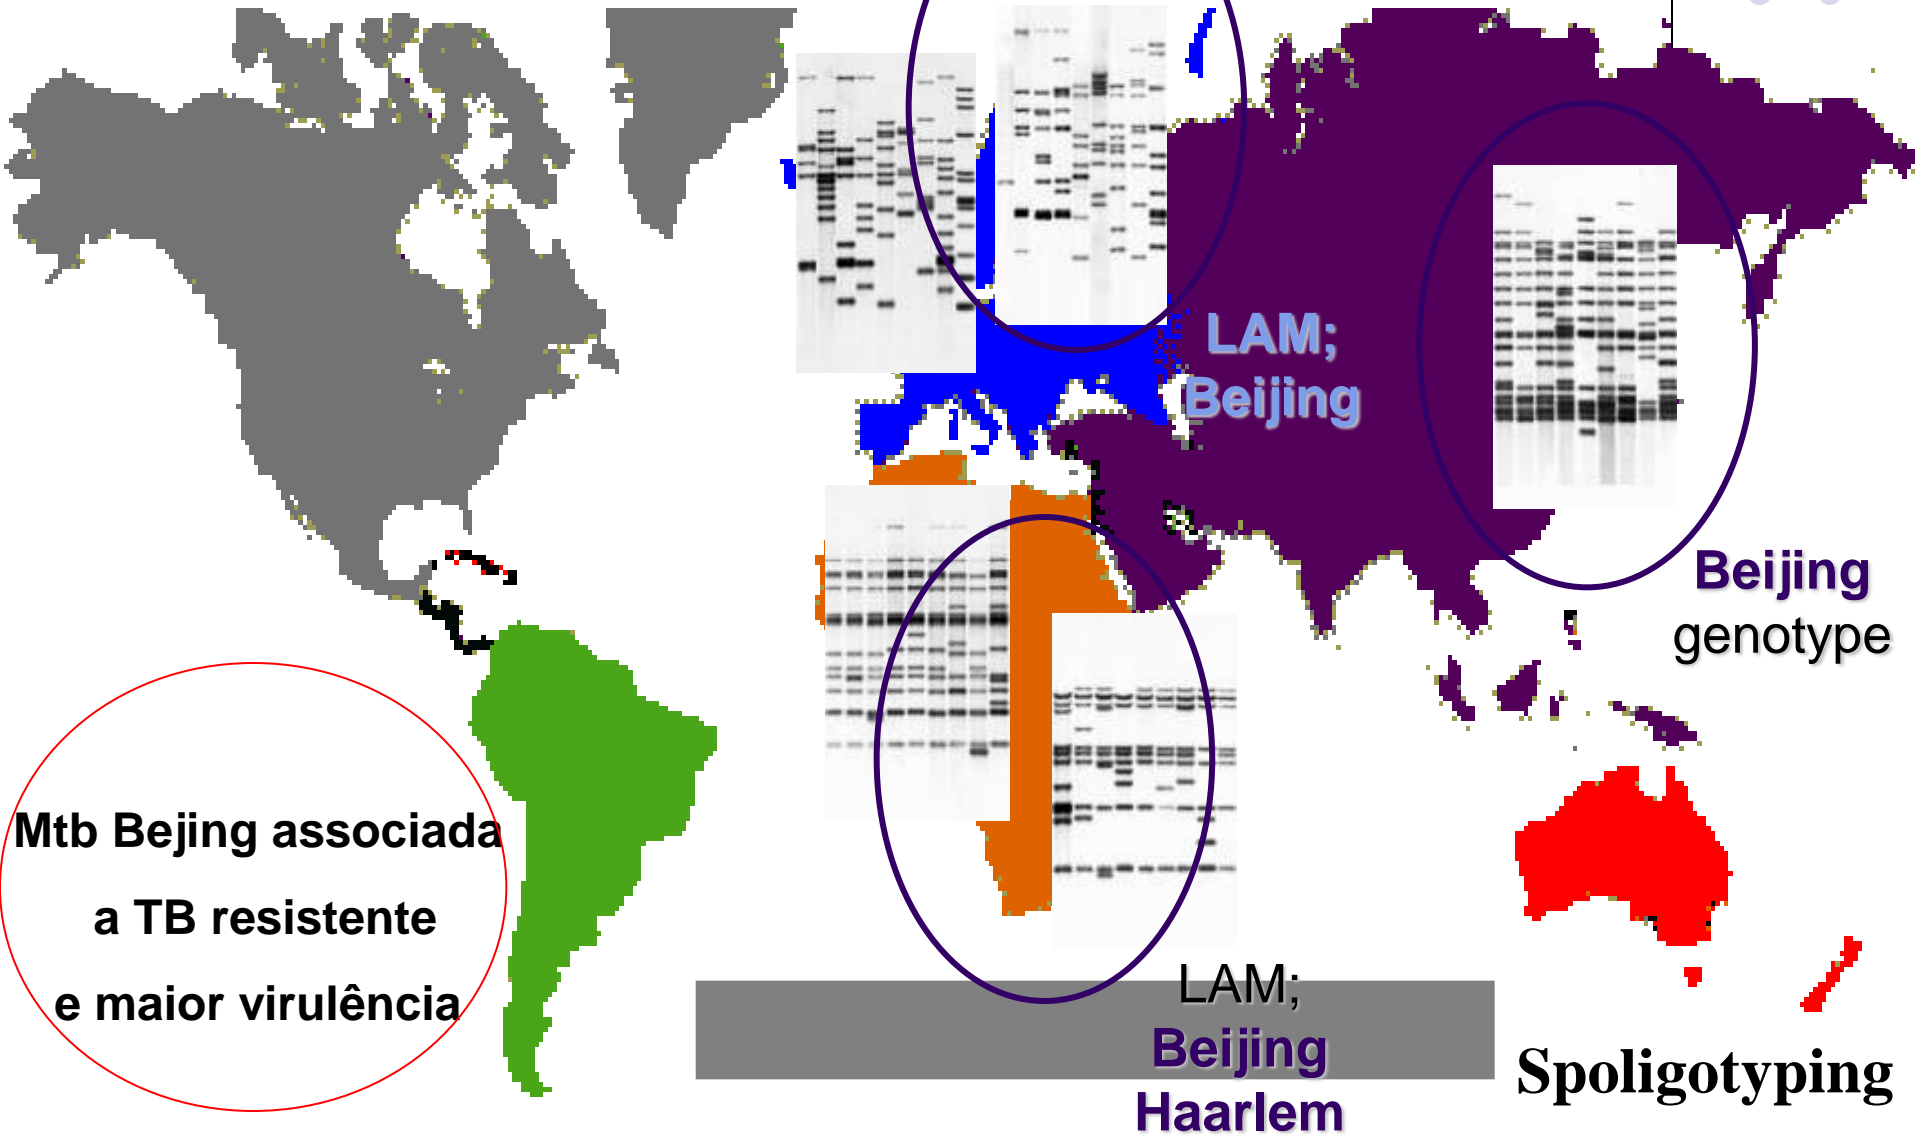 LAM;
Beijing
Beijing
genotype
Mtb Bejing associada
a TB resistente
e maior virulência
LAM;
Beijing
Haarlem
Spoligotyping